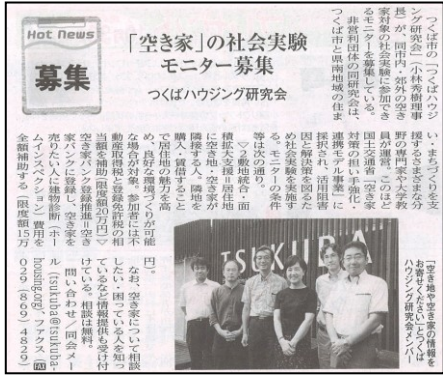 Hot News
募集
「空き家」の社会実験
モニター募集
つくばハウジング研究会
つくば市の「つくばハウジ
ング研究会」(小林秀樹理事
長)が、同市内・郊外の空き
家対象の社会実験に参加でき
るモニターを募集している。
非営利団体の同研究会は、
つくば市と県南地域の住ま
い・まちづくりを支
援するさまざまな分
野の専門家や大学教
員が運営。このほど
国土交通省「空き家
対策の担い手強化・
連携モデル事業」に
採択され、活用阻害
因と解決策を図るた
め社会実験を実施す
る。モニターの条件
等は次の通り。
▽2敷地統合・面
積拡大支援=居住地
に空き地・空き家が
隣接する人。隣地を
購入・賃借すること
で居住地の魅力を高
め、良好な環境づくりが可能
な場合が対象。参加者には不
動産取得税と登録免許税の相
当額を補助(限度額20万円)▽
空き家バンク登録促進=空き
家バンクに登録し、空き家を
売りたい人に建物診断(ホー
ムインスペクション)費用を
全額補助する(限度額15万
円)。
なお、空き家について相談
したい・困っている人を知っ
ているなど情報提供も受け付
けている。相談は無料。
問い合わせ/同会メー
ル(tsukuba@tsukuba-
housing.org)、ファクス(FAX
029(869)4829)
TSUKUBA
「空き地や空き家の情報を
お寄せください」とつくば
ハウジング研究会メンバー